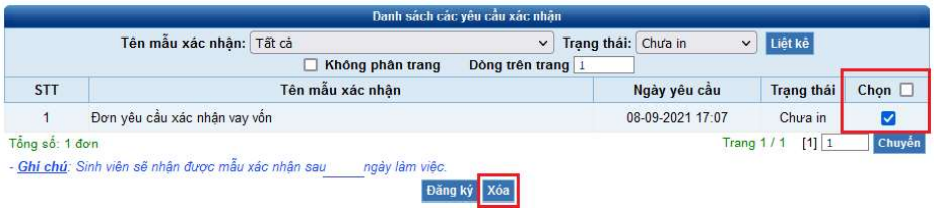 Danh sách các yêu cầu xác nhận
Tên mẫu xác nhận: Tất cả Trạng thái: Chưa in Liệt kê
Không phân trang Dòng trên trang 1
STT Tên mẫu xác nhận Ngày yêu cầu Trạng thái Chọn
1 Đơn yêu cầu xác nhận vay vốn 08-09-2021 17:07 Chưa in
Tổng số: 1 đơn Trang 1 / 1 [1] 1 Chuyển
- Ghi chú: Sinh viên sẽ nhận được mẫu xác nhận sau_____ngày làm việc.
Đăng ký Xóa